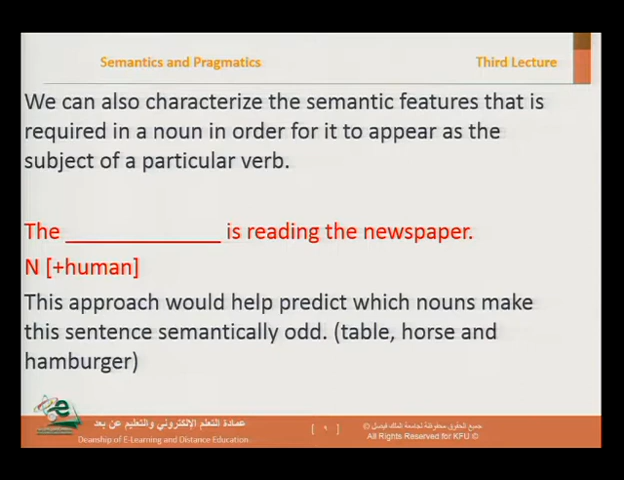 Semantics and Pragmatics
Third Lecture
We can also characterize the semantic features that is
required in a noun in order for it to appear as the
subject of a particular verb.
The ______________ is reading the newspaper.
N [+human]
This approach would help predict which nouns make
this sentence semantically odd. (table, horse and
hamburger)
عمادة التعلم الإلكتروني والتعليم عن بعد
Deanship of E-Learning and Distance Education
[ ٩ ]
جميع الحقوق محفوظة لجامعة الملك فيصل ©
All Rights Reserved for KFU ©